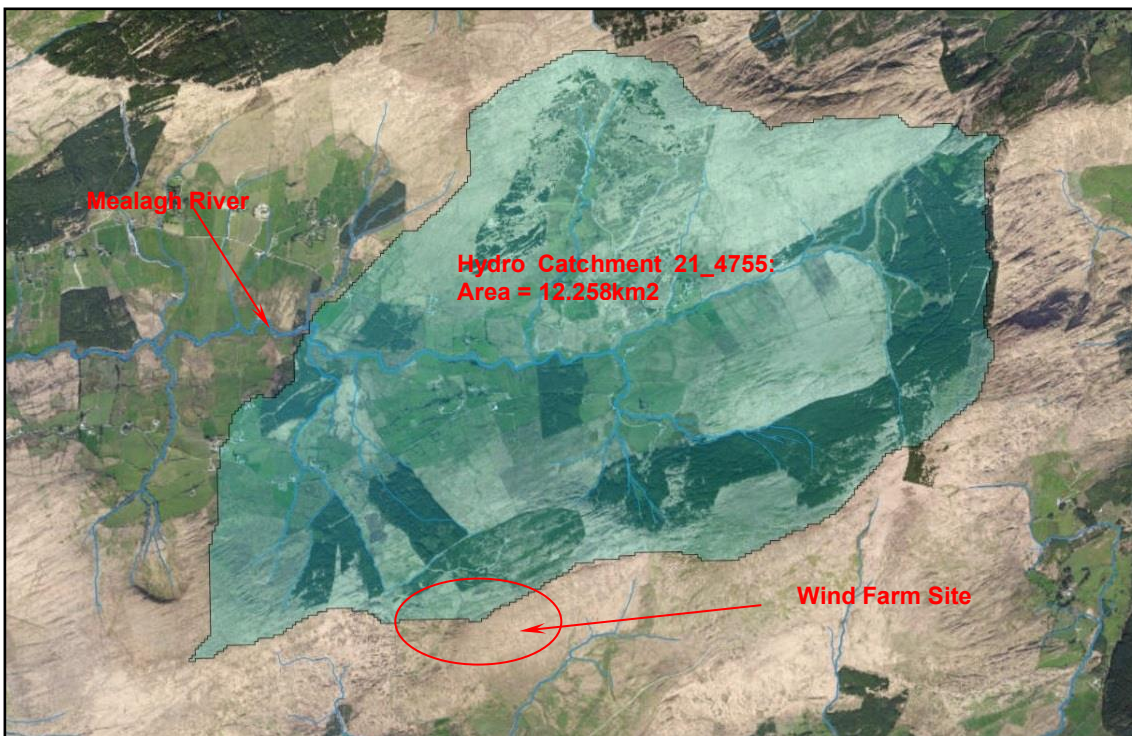 Mealagh River
Hydro Catchment 21_4755:
Area = 12.258km2
Wind Farm Site